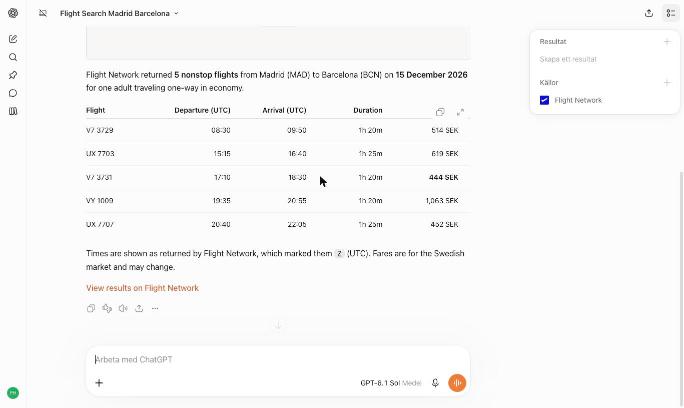 Flight Search Madrid Barcelona
Resultat
Skapa ett resultat
Källor
Flight Network
Flight Network returned 5 nonstop flights from Madrid (MAD) to Barcelona (BCN) on 15 December 2026
for one adult traveling one-way in economy.
Flight Departure (UTC) Arrival (UTC) Duration
V7 3729 08:30 09:50 1h 20m 514 SEK
UX 7703 15:15 16:40 1h 25m 619 SEK
V7 3731 17:10 18:30 1h 20m 444 SEK
VY 1009 19:35 20:55 1h 20m 1,063 SEK
UX 7707 20:40 22:05 1h 25m 452 SEK
Times are shown as returned by Flight Network, which marked them Z (UTC). Fares are for the Swedish
market and may change.
View results on Flight Network
Arbeta med ChatGPT
Sol Medel